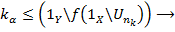 k_α ≤ (1_Y \ f(1_X \ U_{n_k})) ⟶